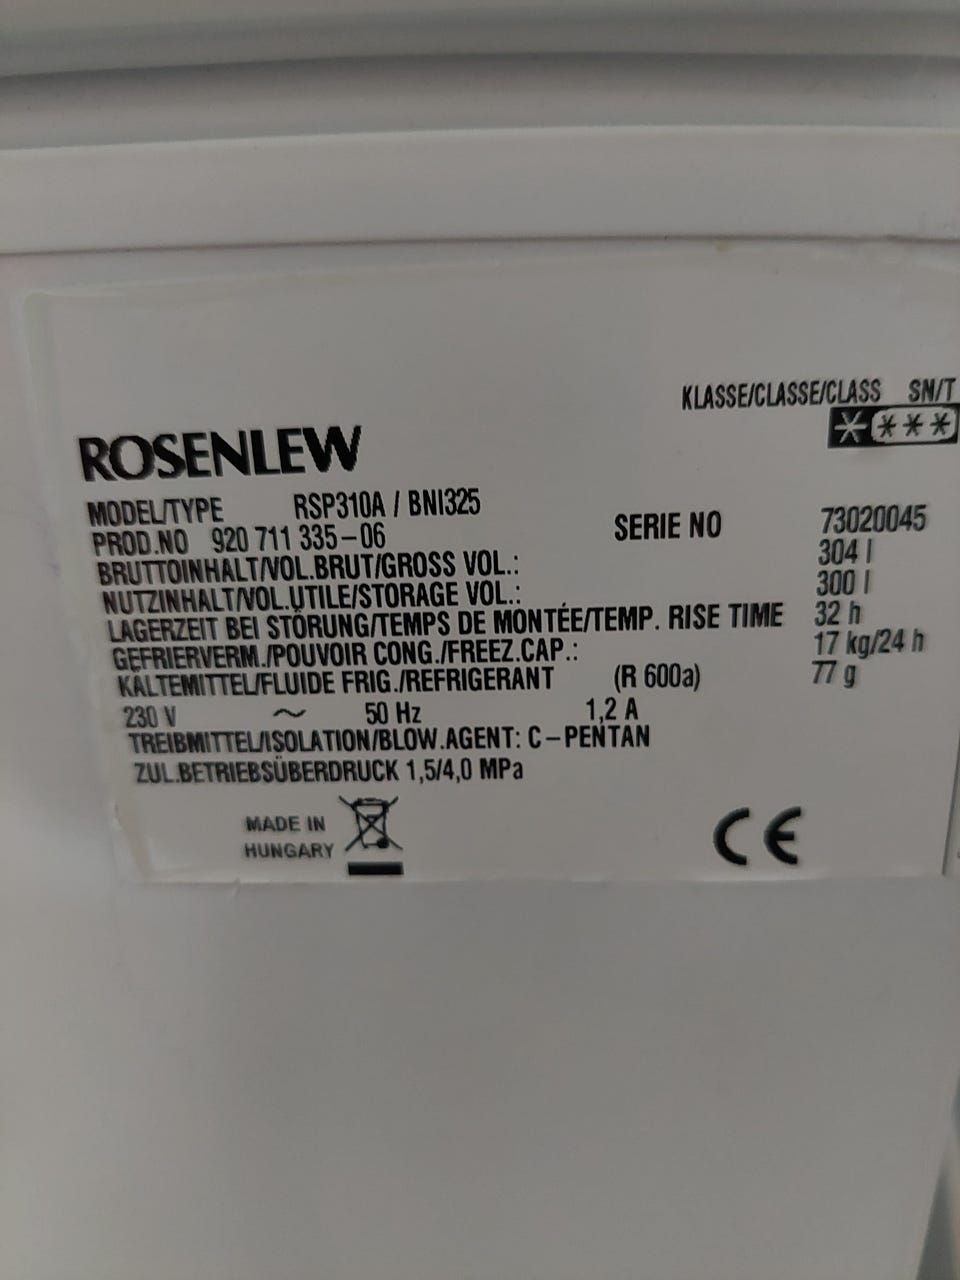 KLASSE/CLASSE/CLASS SN/T
ROSENLEW
MODEL/TYPE RSP310A / BNI325
PROD.NO 920 711 335-06 SERIE NO 73020045
BRUTTOINHALT/VOL.BRUT/GROSS VOL.: 304 l
NUTZINHALT/VOL.UTILE/STORAGE VOL.: 300 l
LAGERZEIT BEI STÖRUNG/TEMPS DE MONTÉE/TEMP. RISE TIME 32 h
GEFRIERVERM./POUVOIR CONG./FREEZ.CAP.: 17 kg/24 h
KÄLTEMITTEL/FLUIDE FRIG./REFRIGERANT (R 600a) 77 g
230 V ~ 50 Hz 1,2 A
TREIBMITTEL/ISOLATION/BLOW.AGENT: C-PENTAN
ZUL.BETRIEBSÜBERDRUCK 1,5/4,0 MPa
MADE IN
HUNGARY
CE